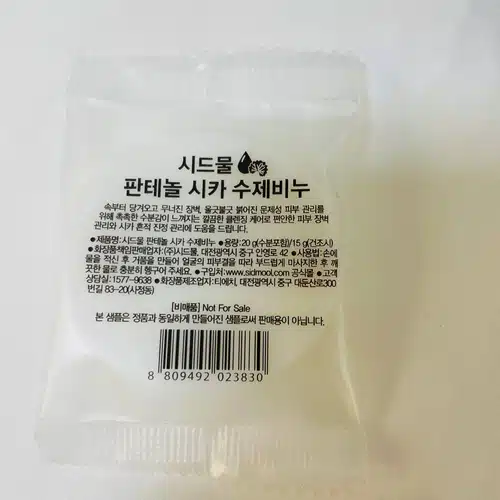 시드물
판테놀 시카 수제비누
속부터 당겨오고 무너진 장벽, 울긋불긋 붉어진 문제성 피부 관리를
위해 촉촉한 수분감이 느껴지는 깔끔한 클렌징 케어로 편안한 피부 장벽
관리와 시카 흔적 진정 관리에 도움을 드립니다.
●제품명:시드물 판테놀 시카 수제비누 ●용량:20 g(수분포함)/15 g(건조시)
●화장품책임판매업자:(주)시드물, 대전광역시 중구 안영로 42 ●사용법:손에
물을 적신 후 거품을 만들어 얼굴의 피부결을 따라 부드럽게 마사지한 후 깨
끗한 물로 충분히 헹구어 주세요. ●구입처:www.sidmool.com 공식몰 ●고객
상담실:1577-9638 ●화장품제조업자:티에치, 대전광역시 중구 대둔산로300
번길 83-20(사정동)
[비매품] Not For Sale
본 샘플은 정품과 동일하게 만들어진 샘플로써 판매용이 아닙니다.
8 809492 023830